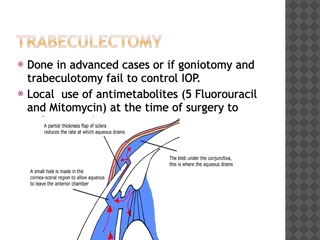 TRABECULECTOMY
Done in advanced cases or if goniotomy and
trabeculotomy fail to control IOP.
Local use of antimetabolites (5 Fluorouracil
and Mitomycin) at the time of surgery to
A partial thickness flap of sclera
reduces the rate at which aqueous drains
The bleb under the conjunctiva,
this is where the aqueous drains
A small hole is made in the
cornea-sceral region to allow aqueous
to leave the anterior chamber